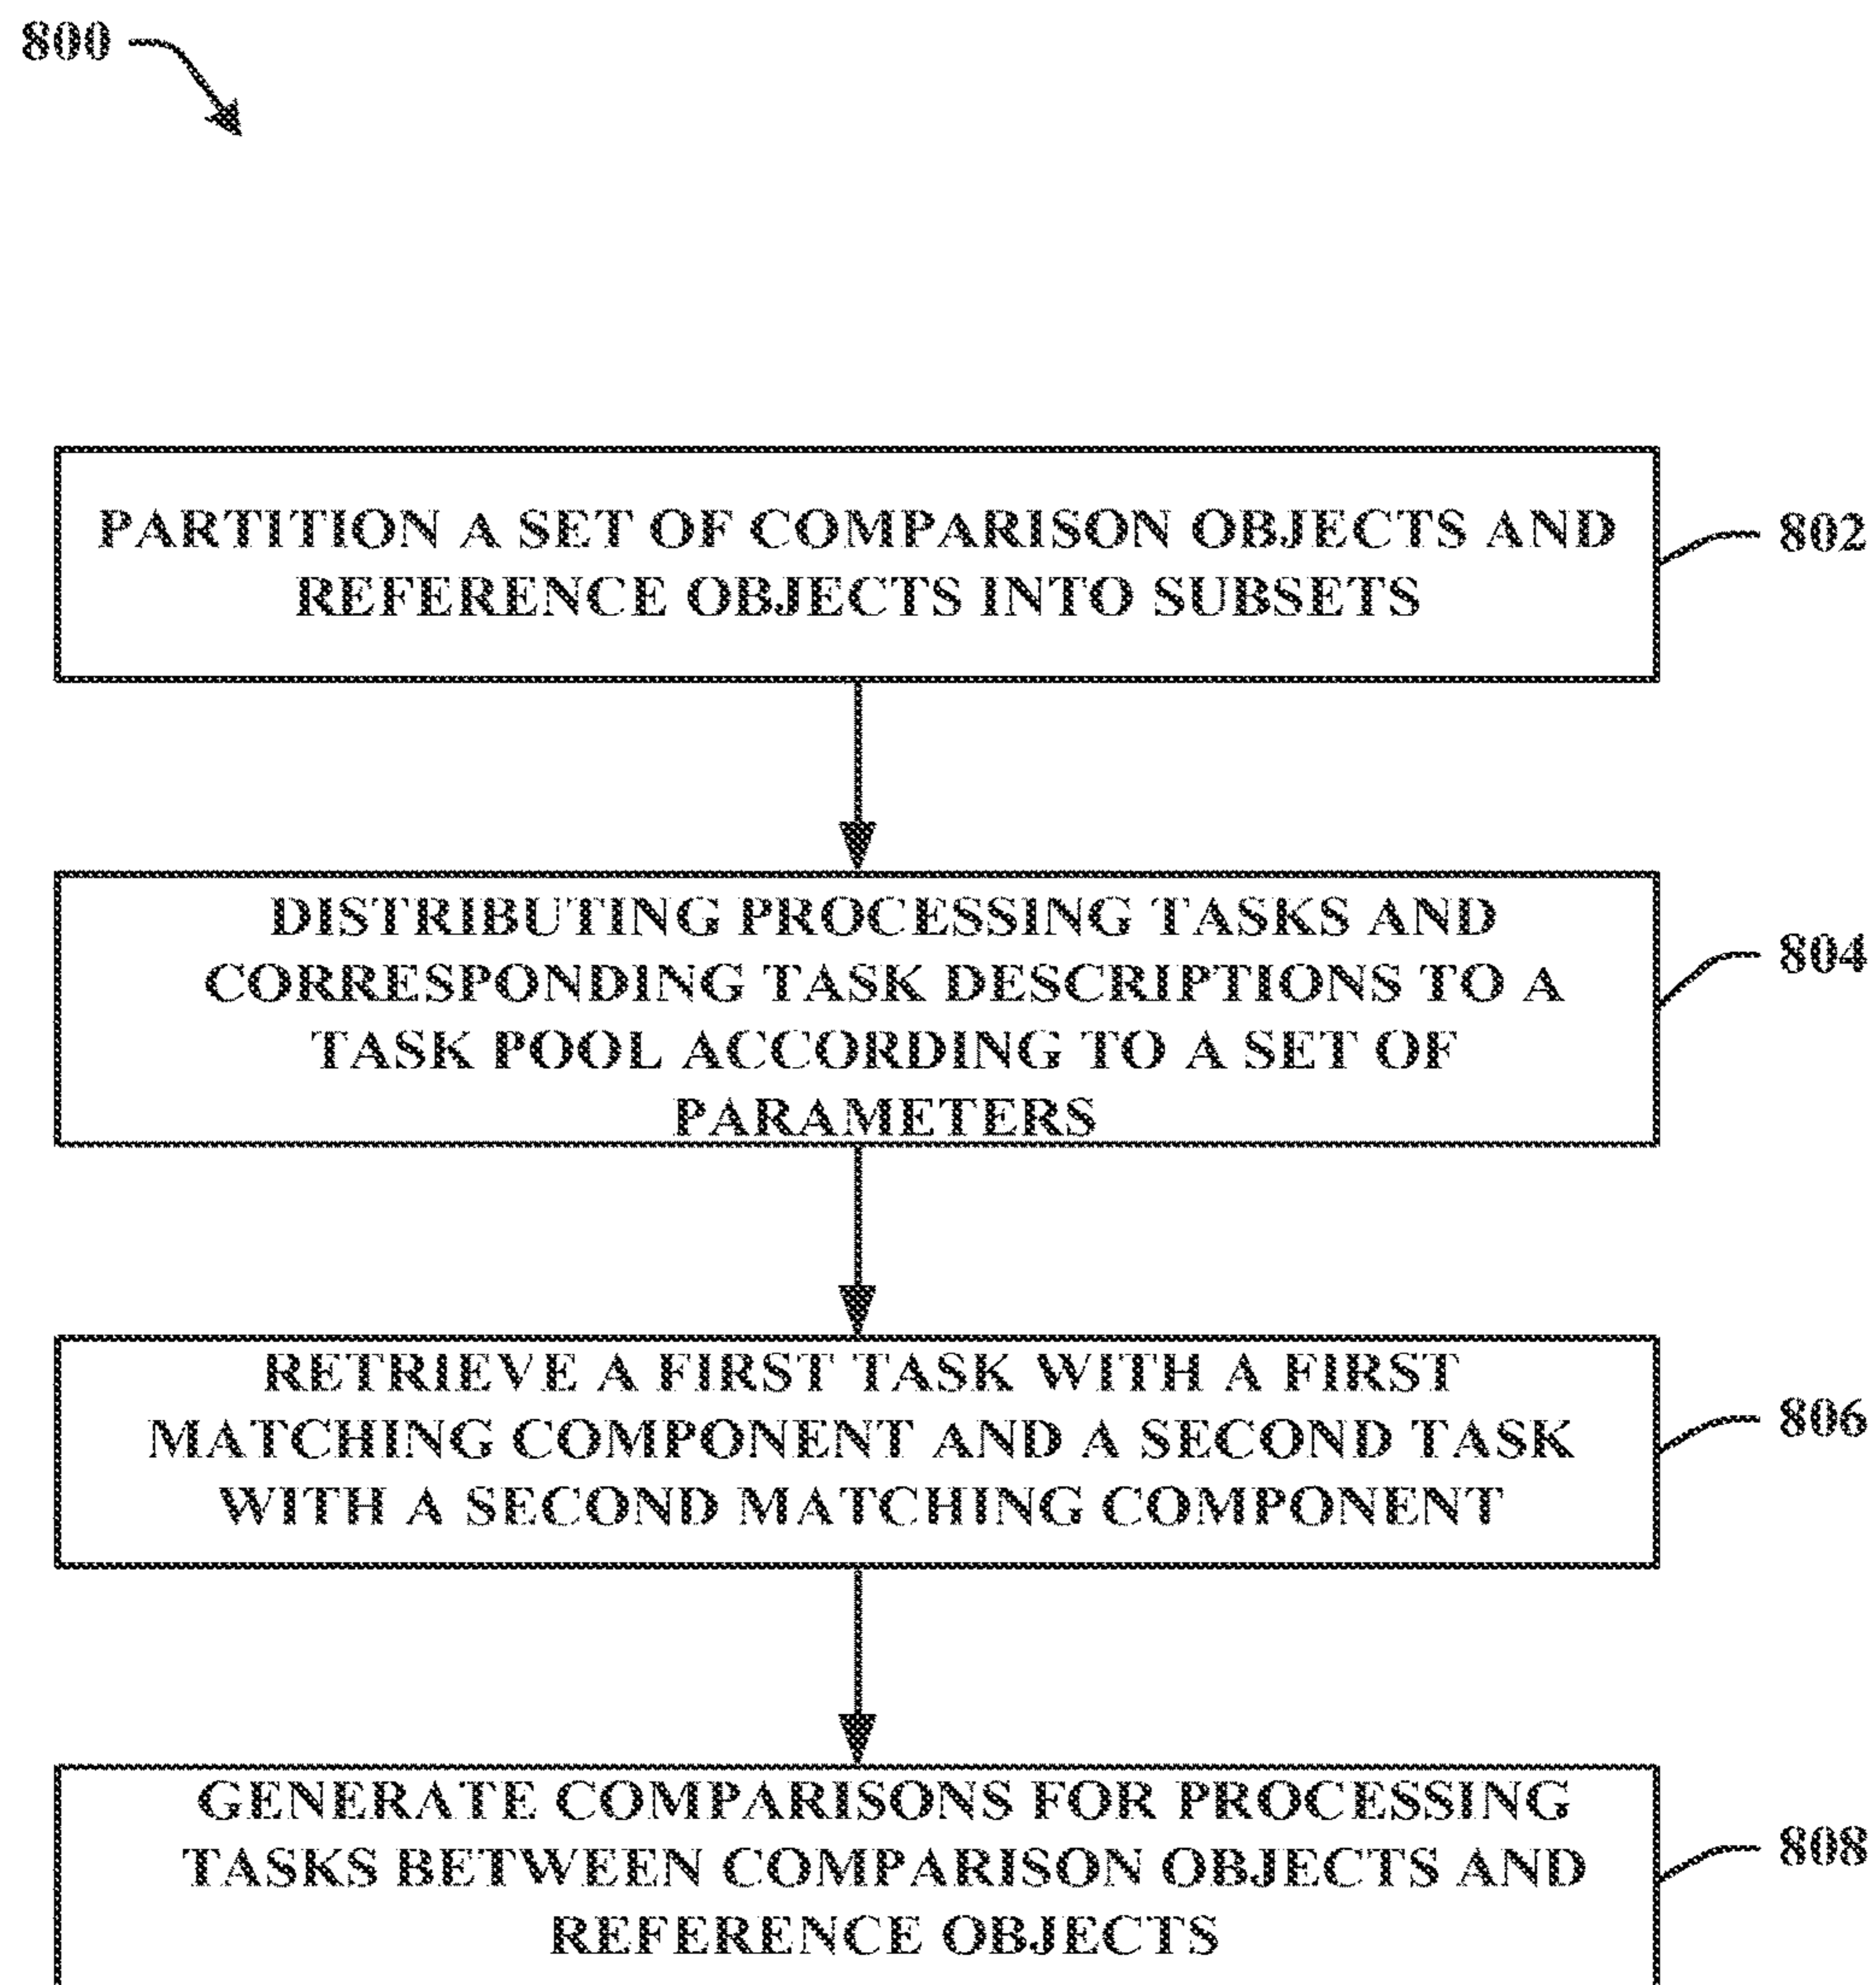 800
PARTITION A SET OF COMPARISON OBJECTS AND
REFERENCE OBJECTS INTO SUBSETS
802
DISTRIBUTING PROCESSING TASKS AND
CORRESPONDING TASK DESCRIPTIONS TO A
TASK POOL ACCORDING TO A SET OF
PARAMETERS
804
RETRIEVE A FIRST TASK WITH A FIRST
MATCHING COMPONENT AND A SECOND TASK
WITH A SECOND MATCHING COMPONENT
806
GENERATE COMPARISONS FOR PROCESSING
TASKS BETWEEN COMPARISON OBJECTS AND
REFERENCE OBJECTS
808